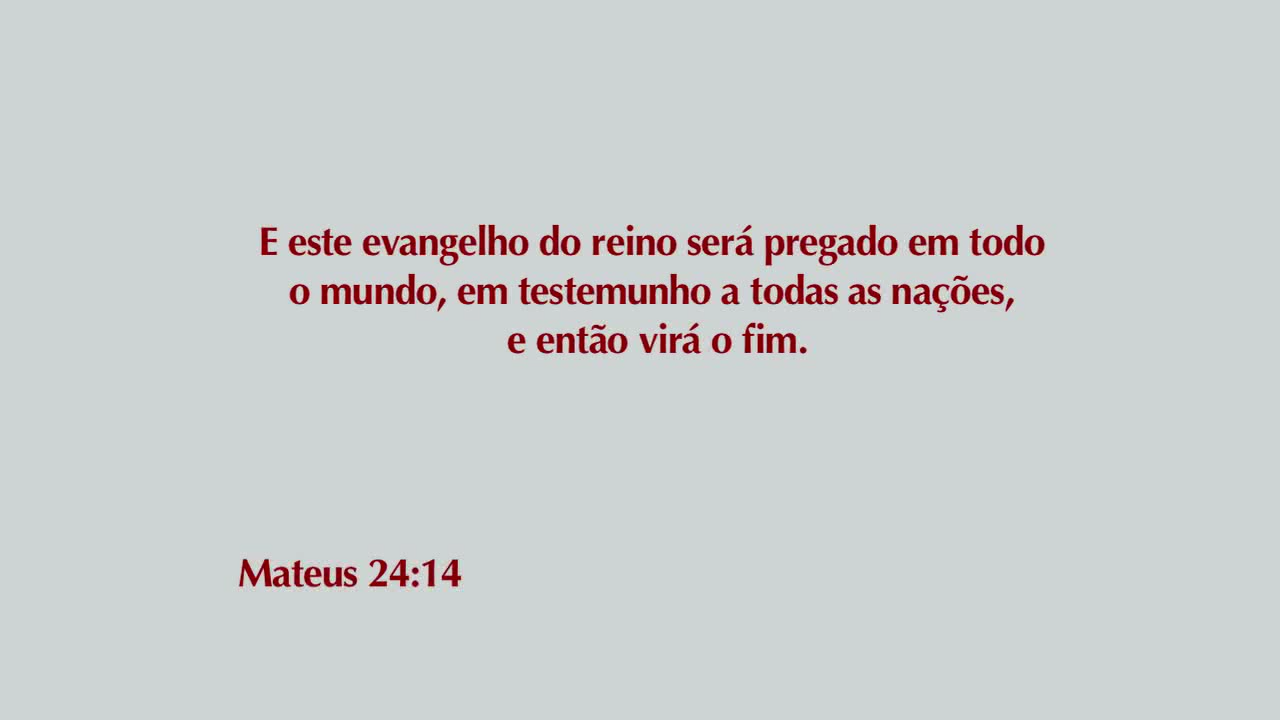 E este evangelho do reino será pregado em todo
o mundo, em testemunho a todas as nações,
e então virá o fim.
Mateus 24:14